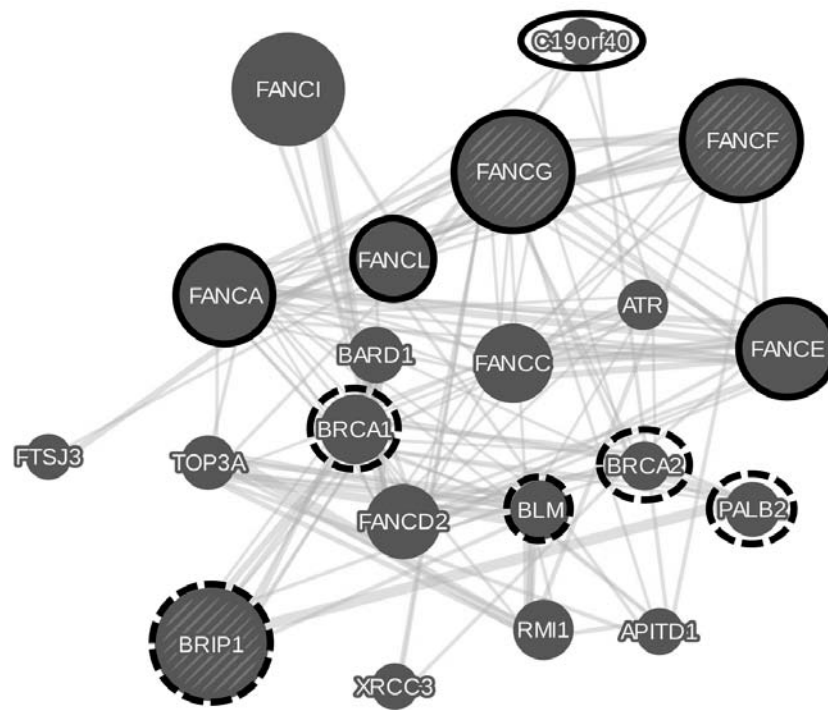 C19orf40
FANCI
FANCG
FANCF
FANCL
FANCA
ATR
BARD1
FANCC
FANCE
BRCA1
FTSJ3
TOP3A
BRCA2
FANCD2
BLM
PALB2
BRIP1
RMI1
APITD1
XRCC3